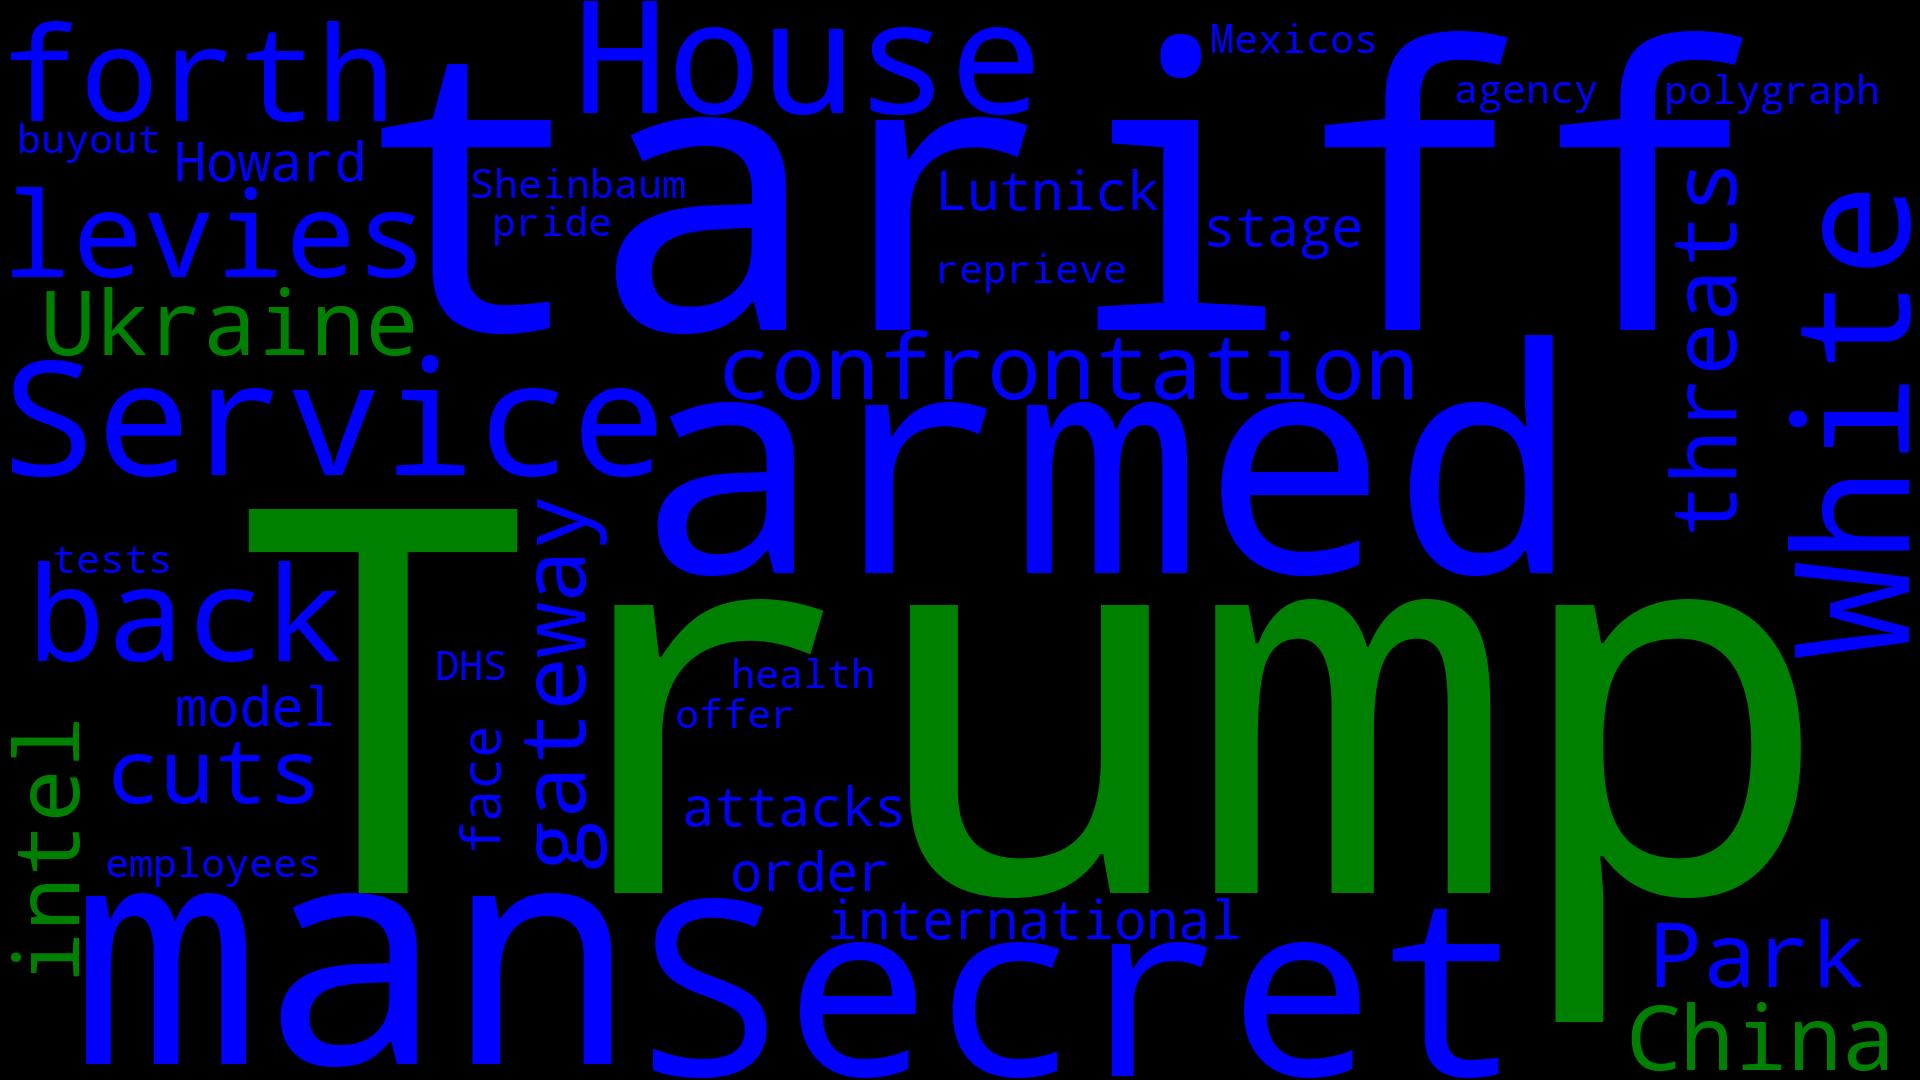 forth
House
Mexicos
agency
polygraph
tariff
buyout
Howard
Sheinbaum
pride
Lutnick
stage
reprieve
levies
threats
White
Ukraine
confrontation
Service
armed
tests
back
Trump
gateway
DHS
health
offer
model
cuts
intel
face
attacks
employees
order
man
international
Secret
Park
China